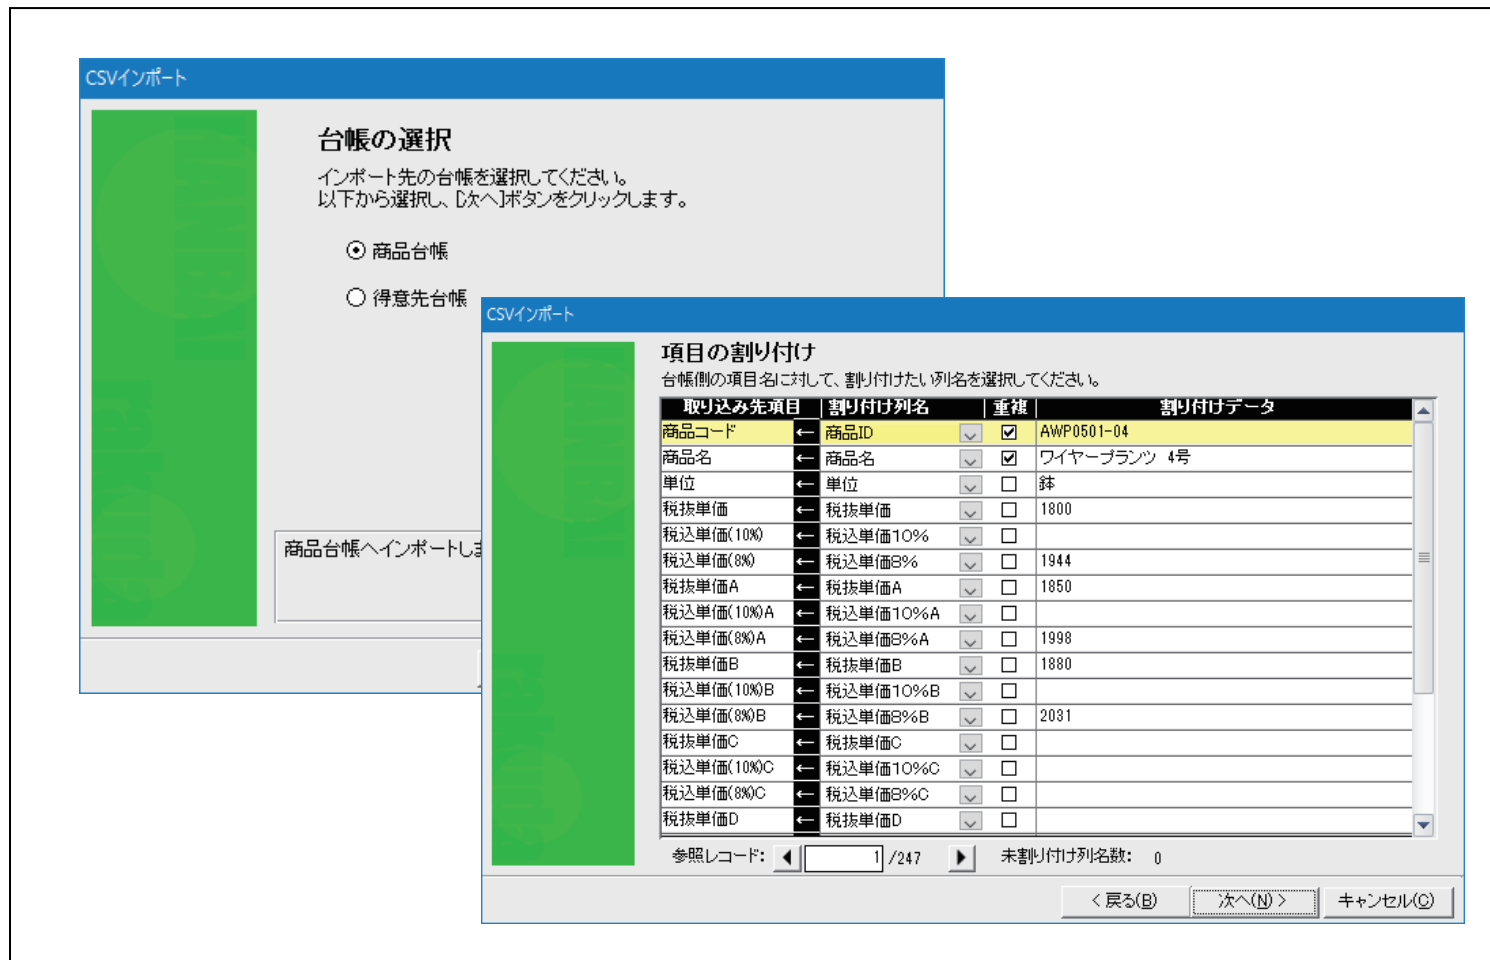 CSVインポート
台帳の選択
インポート先の台帳を選択してください。
以下から選択し、[次へ]ボタンをクリックします。
商品台帳
得意先台帳
商品台帳へインポートしま
CSVインポート
項目の割り付け
台帳側の項目名に対して、割り付けたい列名を選択してください。
取り込み先項目 割り付け列名 重複 割り付けデータ
商品コード ← 商品ID AWP0501-04
商品名 ← 商品名 ワイヤープランツ 4号
単位 ← 単位 鉢
税抜単価 ← 税抜単価 1800
税込単価(10%) ← 税込単価10%
税込単価(8%) ← 税込単価8% 1944
税抜単価A ← 税抜単価A 1850
税込単価(10%)A ← 税込単価10%A
税込単価(8%)A ← 税込単価8%A 1998
税抜単価B ← 税抜単価B 1880
税込単価(10%)B ← 税込単価10%B
税込単価(8%)B ← 税込単価8%B 2031
税抜単価C ← 税抜単価C
税込単価(10%)C ← 税込単価10%C
税込単価(8%)C ← 税込単価8%C
税抜単価D ← 税抜単価D
参照レコード: 1 /247 未割り付け列名数: 0
< 戻る(B) 次へ(N) > キャンセル(C)